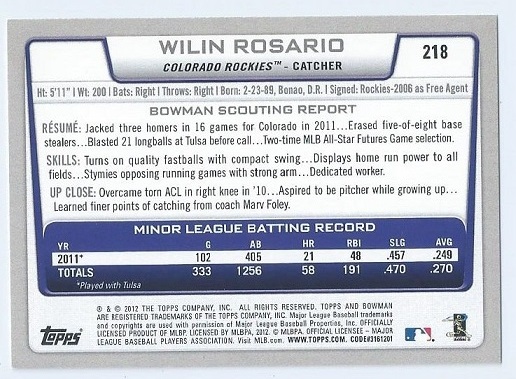 WILIN ROSARIO
218
COLORADO ROCKIES™ - CATCHER
Ht: 5'11" | Wt: 200 | Bats: Right | Throws: Right | Born: 2-23-89, Bonao, D.R. | Signed: Rockies-2006 as Free Agent
BOWMAN SCOUTING REPORT
RÉSUMÉ: Jacked three homers in 16 games for Colorado in 2011...Erased five-of-eight base
stealers...Blasted 21 longballs at Tulsa before call...Two-time MLB All-Star Futures Game selection.
SKILLS: Turns on quality fastballs with compact swing...Displays home run power to all
fields...Stymies opposing running games with strong arm...Dedicated worker.
UP CLOSE: Overcame torn ACL in right knee in '10...Aspired to be pitcher while growing up...
Learned finer points of catching from coach Marv Foley.
MINOR LEAGUE BATTING RECORD
YR G AB HR RBI SLG AVG
2011* 102 405 21 48 .457 .249
TOTALS 333 1256 58 191 .470 .270
*Played with Tulsa
® & © 2012 THE TOPPS COMPANY, INC. ALL RIGHTS RESERVED. TOPPS AND BOWMAN
ARE REGISTERED TRADEMARKS OF THE TOPPS COMPANY, INC. Major League Baseball trademarks
and copyrights are used with permission of Major League Baseball Properties, Inc. OFFICIALLY
LICENSED PRODUCT OF MLBP. LICENSED BY MLBPA, 2012. © MLBPA. OFFICIAL LICENSEE - MAJOR
LEAGUE BASEBALL PLAYERS ASSOCIATION. Visit MLB.com. WWW.TOPPS.COM. CODE#3161201
Topps